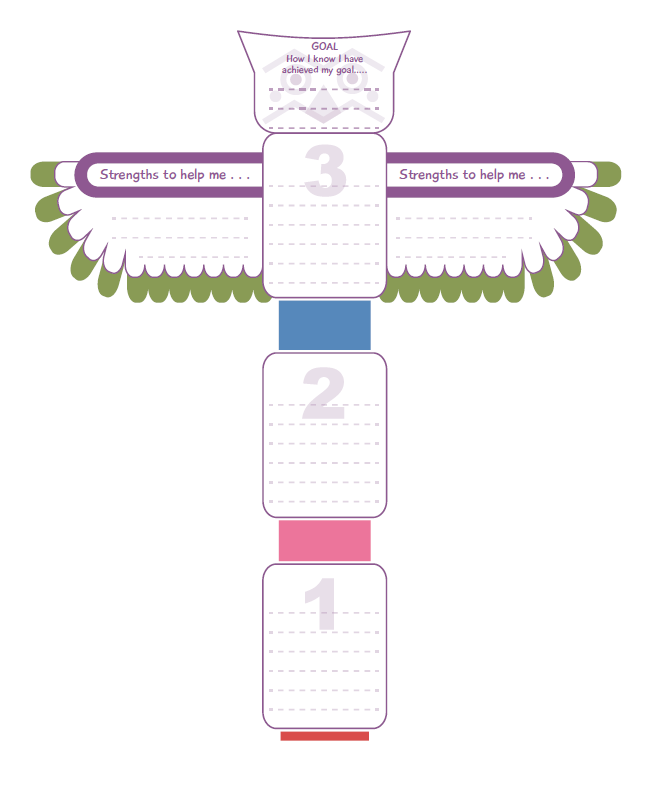 GOAL
How I know I have
achieved my goal.....
3
Strengths to help me . . .
Strengths to help me . . .
2
1